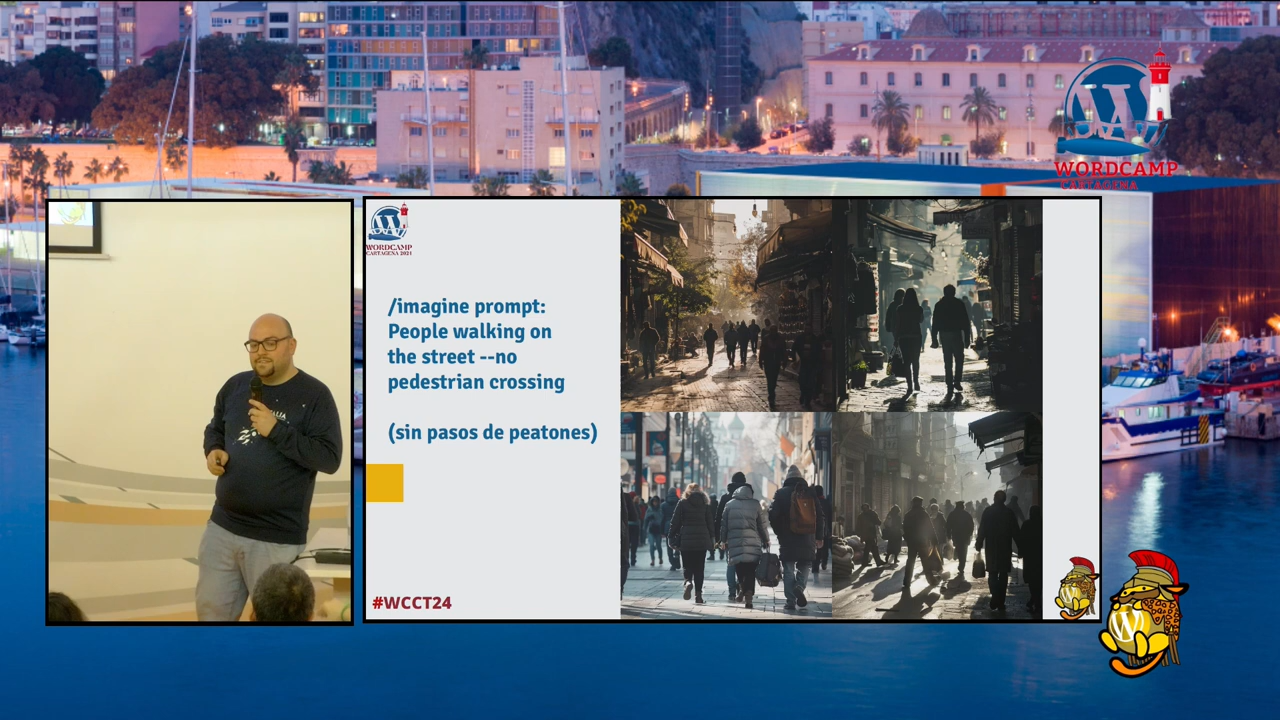 WORDCAMP
CARTAGENA
WORDCAMP
CARTAGENA 2024
/imagine prompt:
People walking on
the street --no
pedestrian crossing
(sin pasos de peatones)
#WCCT24